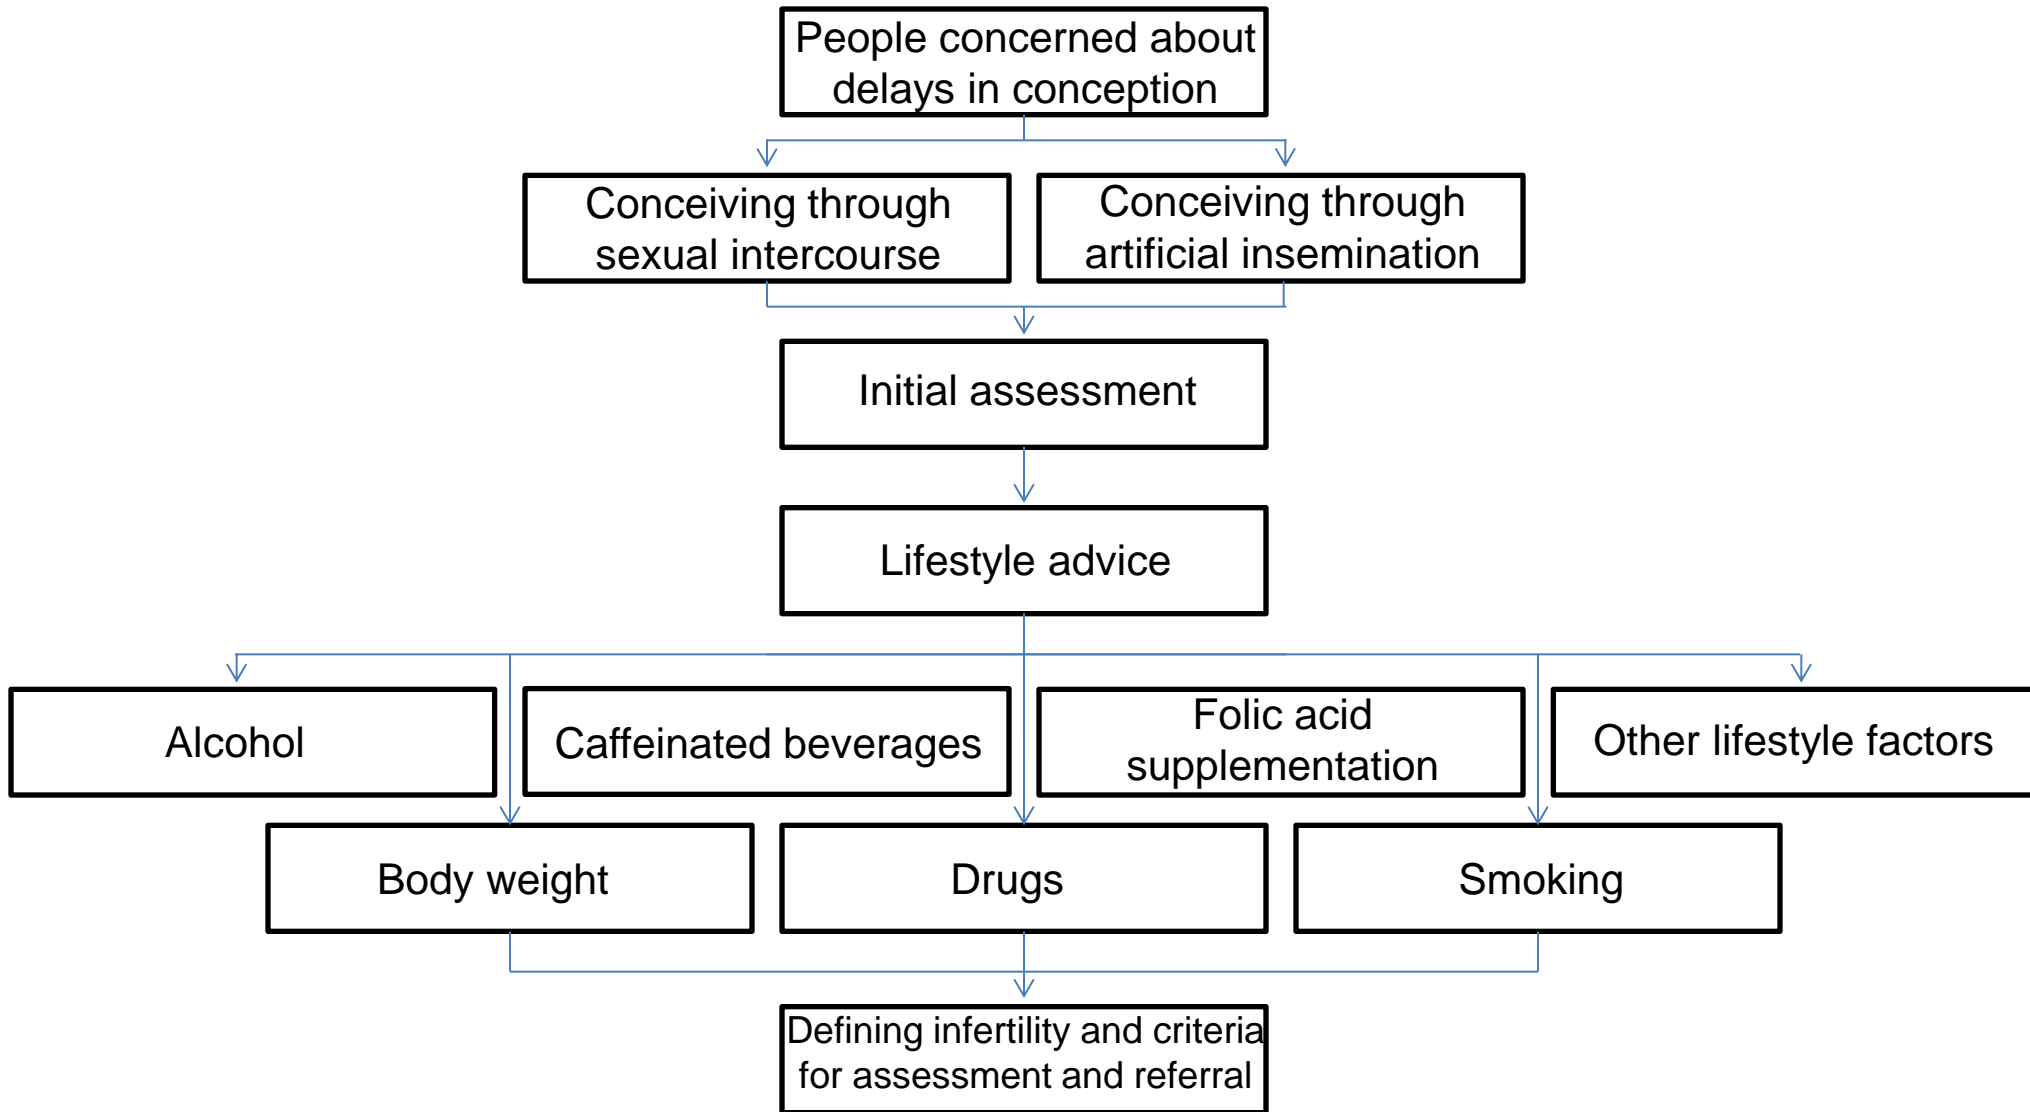 People concerned about
delays in conception
Conceiving through
sexual intercourse
Conceiving through
artificial insemination
Initial assessment
Lifestyle advice
Alcohol
Caffeinated beverages
Folic acid
supplementation
Other lifestyle factors
Body weight
Drugs
Smoking
Defining infertility and criteria
for assessment and referral